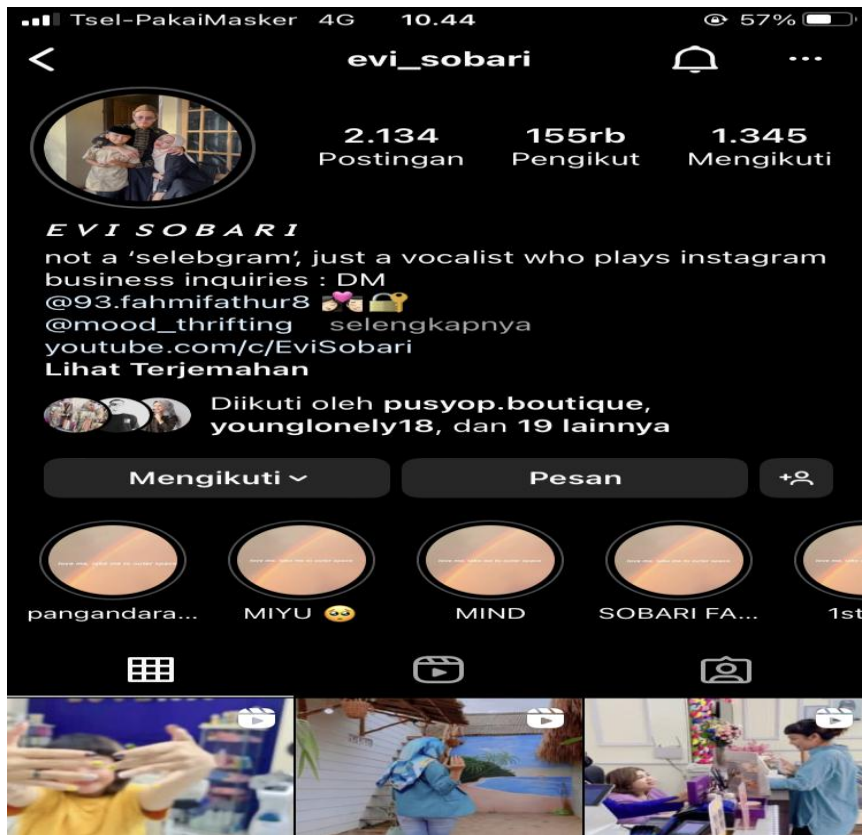 Tsel-PakaiMasker 4G 10.44 57%
evi_sobari
2.134 155rb 1.345
Postingan Pengikut Mengikuti
EVI SOBARI
not a ‘selebgram’, just a vocalist who plays instagram
business inquiries : DM
@93.fahmifathur8 👩🏻‍❤️‍💋‍👨🏻 🔐
@mood_thrifting selengkapnya
youtube.com/c/EviSobari
Lihat Terjemahan
Diikuti oleh pusyop.boutique,
younglonely18, dan 19 lainnya
Mengikuti Pesan
pangandara... MIYU 🥺 MIND SOBARI FA... 1st